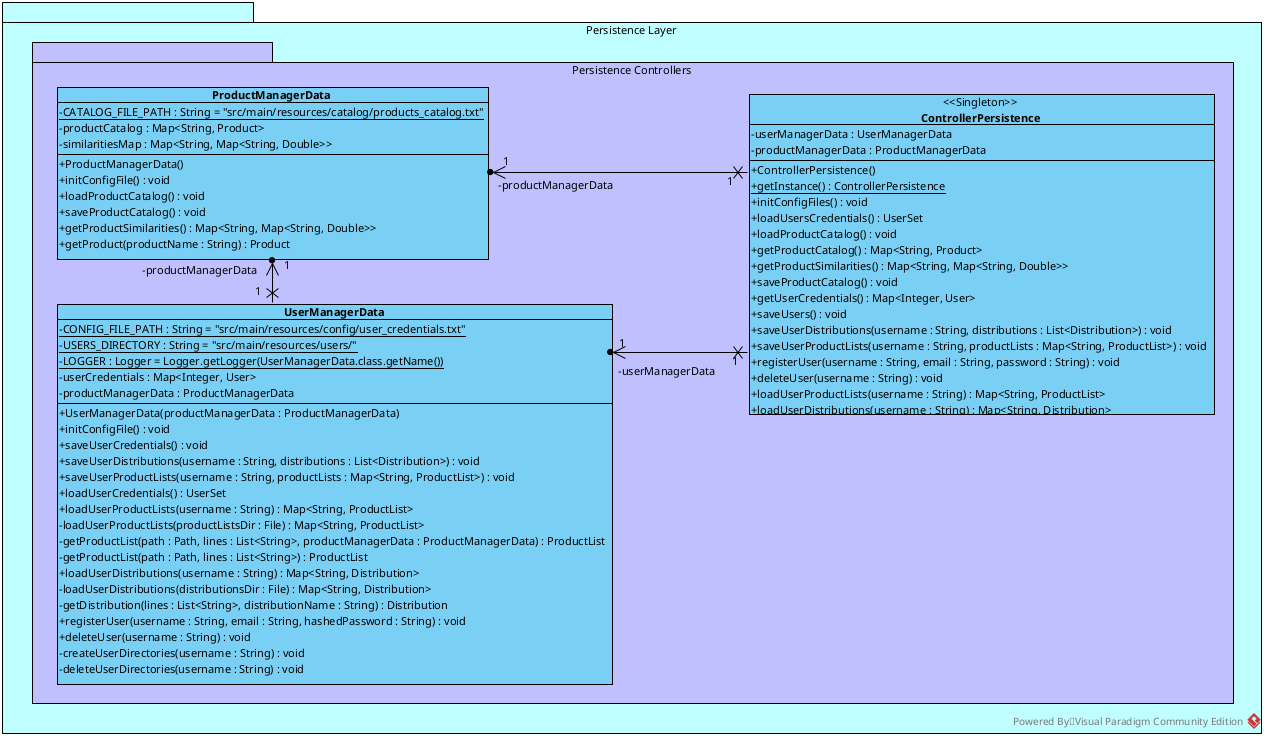 Persistence Layer
Persistence Controllers
ProductManagerData
-CATALOG_FILE_PATH : String = "src/main/resources/catalog/products_catalog.txt"
-productCatalog : Map<String, Product>
-similaritiesMap : Map<String, Map<String, Double>>
+ProductManagerData()
+initConfigFile() : void
+loadProductCatalog() : void
+saveProductCatalog() : void
+getProductSimilarities() : Map<String, Map<String, Double>>
+getProduct(productName : String) : Product
<<Singleton>>
ControllerPersistence
-userManagerData : UserManagerData
-productManagerData : ProductManagerData
+ControllerPersistence()
+getInstance() : ControllerPersistence
+initConfigFiles() : void
+loadUsersCredentials() : UserSet
+loadProductCatalog() : void
+getProductCatalog() : Map<String, Product>
+getProductSimilarities() : Map<String, Map<String, Double>>
+saveProductCatalog() : void
+getUserCredentials() : Map<Integer, User>
+saveUsers() : void
+saveUserDistributions(username : String, distributions : List<Distribution>) : void
+saveUserProductLists(username : String, productLists : Map<String, ProductList>) : void
+registerUser(username : String, email : String, password : String) : void
+deleteUser(username : String) : void
+loadUserProductLists(username : String) : Map<String, ProductList>
+loadUserDistributions(username : String) : Map<String, Distribution>
1
1
-productManagerData
-productManagerData
1
1
UserManagerData
-CONFIG_FILE_PATH : String = "src/main/resources/config/user_credentials.txt"
-USERS_DIRECTORY : String = "src/main/resources/users/"
-LOGGER : Logger = Logger.getLogger(UserManagerData.class.getName())
-userCredentials : Map<Integer, User>
-productManagerData : ProductManagerData
+UserManagerData(productManagerData : ProductManagerData)
+initConfigFile() : void
+saveUserCredentials() : void
+saveUserDistributions(username : String, distributions : List<Distribution>) : void
+saveUserProductLists(username : String, productLists : Map<String, ProductList>) : void
+loadUserCredentials() : UserSet
+loadUserProductLists(username : String) : Map<String, ProductList>
-loadUserProductLists(productListsDir : File) : Map<String, ProductList>
-getProductList(path : Path, lines : List<String>, productManagerData : ProductManagerData) : ProductList
-getProductList(path : Path, lines : List<String>) : ProductList
+loadUserDistributions(username : String) : Map<String, Distribution>
-loadUserDistributions(distributionsDir : File) : Map<String, Distribution>
-getDistribution(lines : List<String>, distributionName : String) : Distribution
+registerUser(username : String, email : String, hashedPassword : String) : void
+deleteUser(username : String) : void
-createUserDirectories(username : String) : void
-deleteUserDirectories(username : String) : void
1
1
-userManagerData
Powered By Visual Paradigm Community Edition